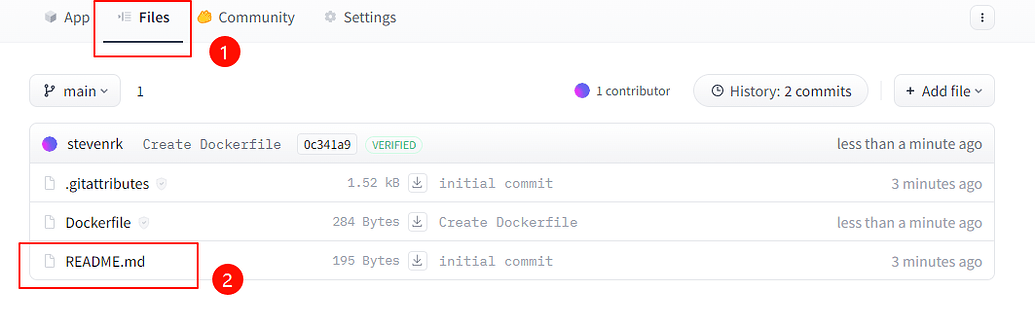 App Files Community Settings
1
main 1 1 contributor History: 2 commits + Add file
stevenrk Create Dockerfile 0c341a9 VERIFIED less than a minute ago
.gitattributes 1.52 kB initial commit 3 minutes ago
Dockerfile 284 Bytes Create Dockerfile less than a minute ago
README.md 195 Bytes initial commit 3 minutes ago
2